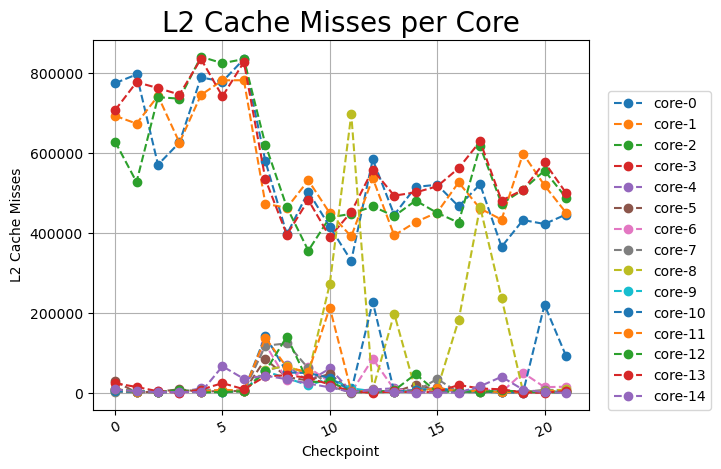 L2 Cache Misses per Core
L2 Cache Misses
800000
600000
400000
200000
0
0
5
10
15
20
Checkpoint
core-0
core-1
core-2
core-3
core-4
core-5
core-6
core-7
core-8
core-9
core-10
core-11
core-12
core-13
core-14